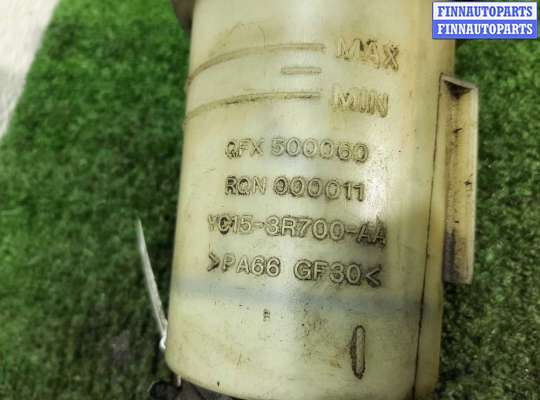 FINNAUTOPARTS
FINNAUTOPARTS
MAX
MIN
QFX 500060
RQN 000011
YC15-3R700-AA
>PA66 GF30<